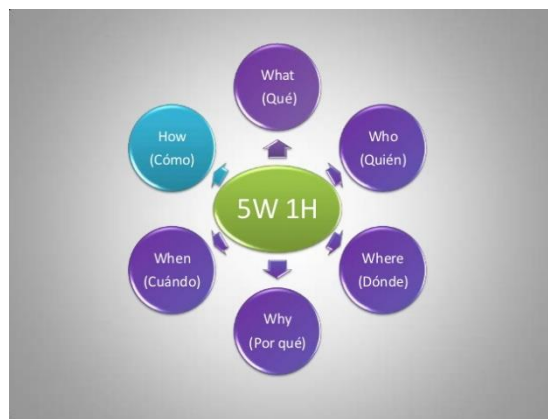 What
(Qué)
How
(Cómo)
Who
(Quién)
5W 1H
When
(Cuándo)
Where
(Dónde)
Why
(Por qué)